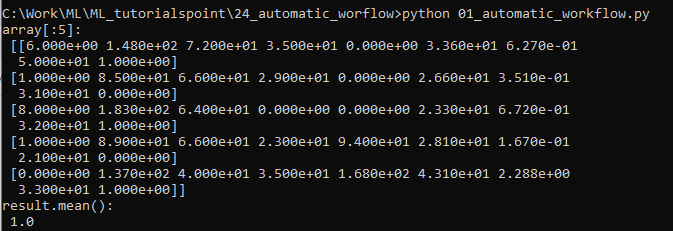 C:\Work\ML\ML_tutorialspoint\24_automatic_worflow>python 01_automatic_workflow.py
array[:5]:
 [[6.000e+00 1.480e+02 7.200e+01 3.500e+01 0.000e+00 3.360e+01 6.270e-01
  5.000e+01 1.000e+00]
 [1.000e+00 8.500e+01 6.600e+01 2.900e+01 0.000e+00 2.660e+01 3.510e-01
  3.100e+01 0.000e+00]
 [8.000e+00 1.830e+02 6.400e+01 0.000e+00 0.000e+00 2.330e+01 6.720e-01
  3.200e+01 1.000e+00]
 [1.000e+00 8.900e+01 6.600e+01 2.300e+01 9.400e+01 2.810e+01 1.670e-01
  2.100e+01 0.000e+00]
 [0.000e+00 1.370e+02 4.000e+01 3.500e+01 1.680e+02 4.310e+01 2.288e+00
  3.300e+01 1.000e+00]]
result.mean():
 1.0